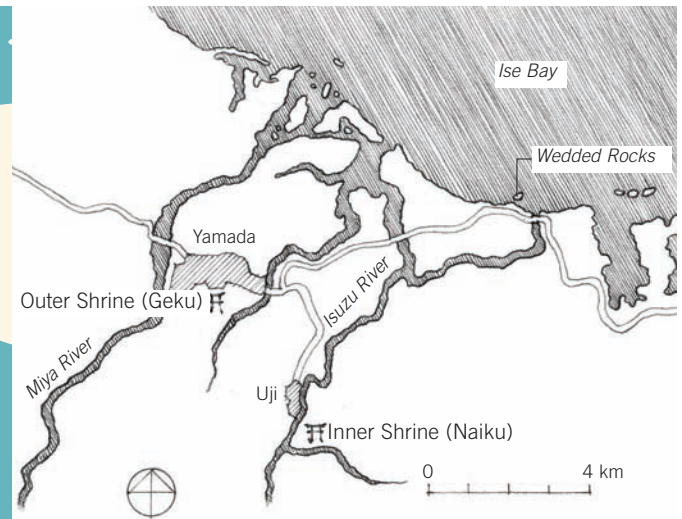 Ise Bay
Wedded Rocks
Yamada
Outer Shrine (Geku)
Isuzu River
Miya River
Uji
Inner Shrine (Naiku)
0 4 km